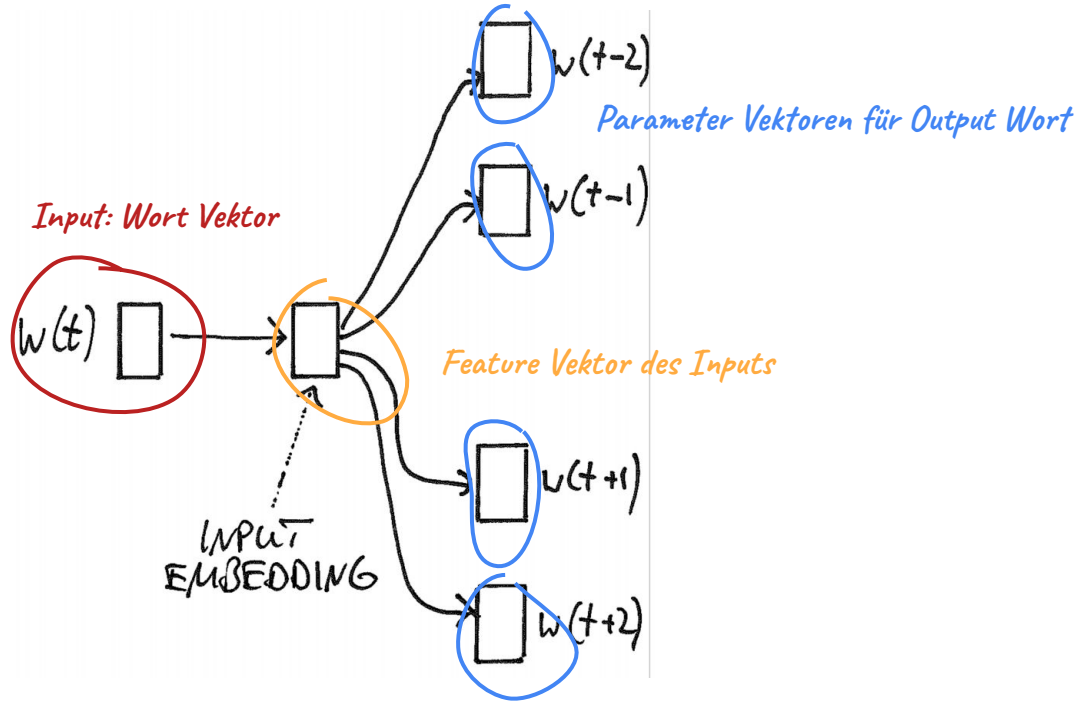 w(t-2)
Parameter Vektoren für Output Wort
w(t-1)
Input: Wort Vektor
w(t)
Feature Vektor des Inputs
w(t+1)
INPUT
EMBEDDING
w(t+2)